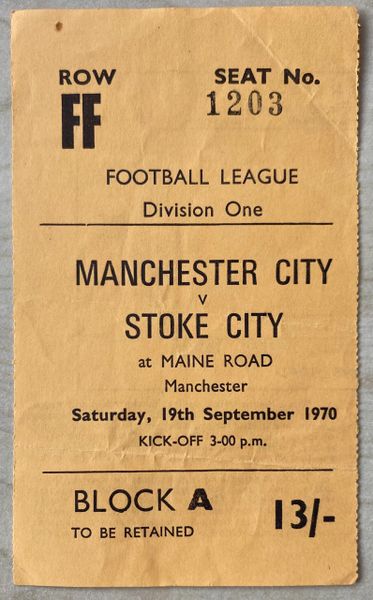 ROW SEAT No.
FF 1203
FOOTBALL LEAGUE
Division One
MANCHESTER CITY
v
STOKE CITY
at MAINE ROAD
Manchester
Saturday, 19th September 1970
KICK-OFF 3-00 p.m.
BLOCK A 13/-
TO BE RETAINED